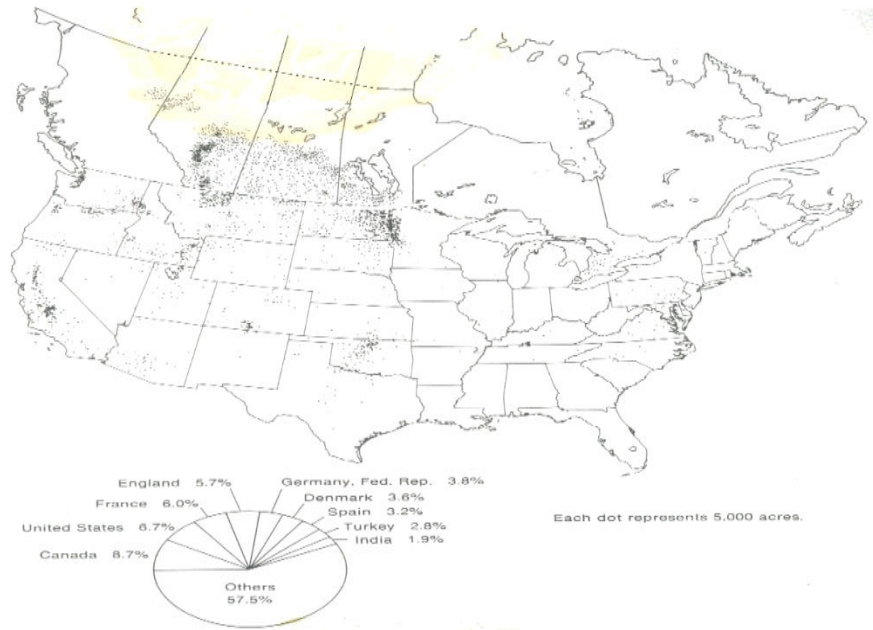 England 5.7%
Germany, Fed. Rep. 3.8%
France 6.0%
Denmark 3.6%
Spain 3.2%
United States 6.7%
Turkey 2.8%
Canada 8.7%
India 1.9%
Others
57.5%
Each dot represents 5,000 acres.